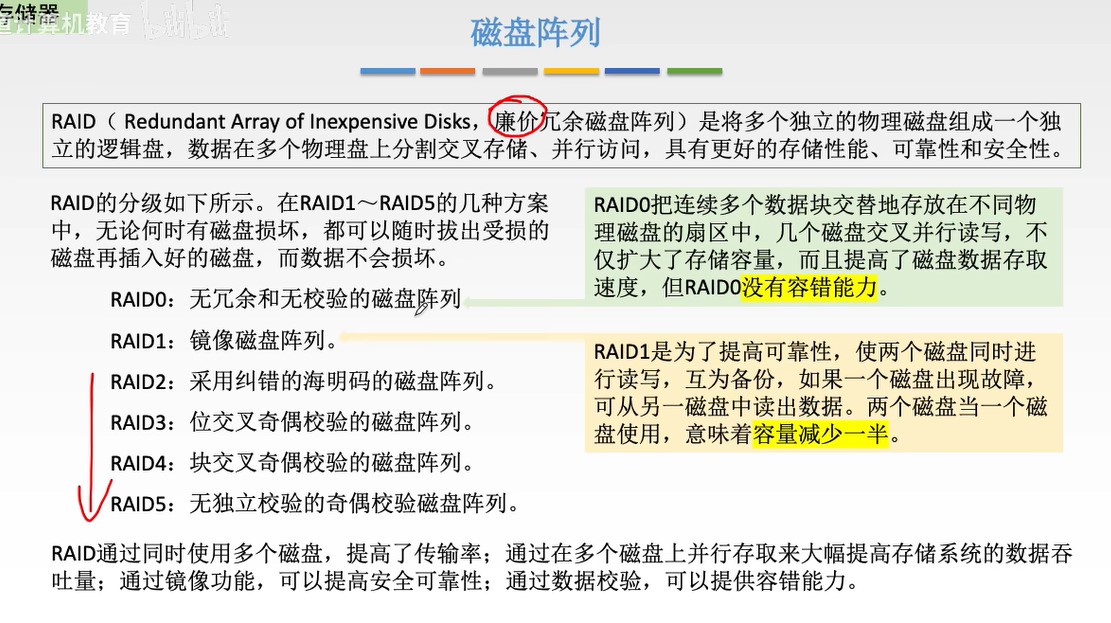 存储器
道计算机教育 bilibili
磁盘阵列
RAID（ Redundant Array of Inexpensive Disks，廉价冗余磁盘阵列）是将多个独立的物理磁盘组成一个独
立的逻辑盘，数据在多个物理盘上分割交叉存储、并行访问，具有更好的存储性能、可靠性和安全性。
RAID的分级如下所示。在RAID1～RAID5的几种方案
中，无论何时有磁盘损坏，都可以随时拔出受损的
磁盘再插入好的磁盘，而数据不会损坏。
RAID0：无冗余和无校验的磁盘阵列
RAID1：镜像磁盘阵列。
RAID2：采用纠错的海明码的磁盘阵列。
RAID3：位交叉奇偶校验的磁盘阵列。
RAID4：块交叉奇偶校验的磁盘阵列。
RAID5：无独立校验的奇偶校验磁盘阵列。
RAID0把连续多个数据块交替地存放在不同物
理磁盘的扇区中，几个磁盘交叉并行读写，不
仅扩大了存储容量，而且提高了磁盘数据存取
速度，但RAID0没有容错能力。
RAID1是为了提高可靠性，使两个磁盘同时进
行读写，互为备份，如果一个磁盘出现故障，
可从另一磁盘中读出数据。两个磁盘当一个磁
盘使用，意味着容量减少一半。
RAID通过同时使用多个磁盘，提高了传输率；通过在多个磁盘上并行存取来大幅提高存储系统的数据吞
吐量；通过镜像功能，可以提高安全可靠性；通过数据校验，可以提供容错能力。